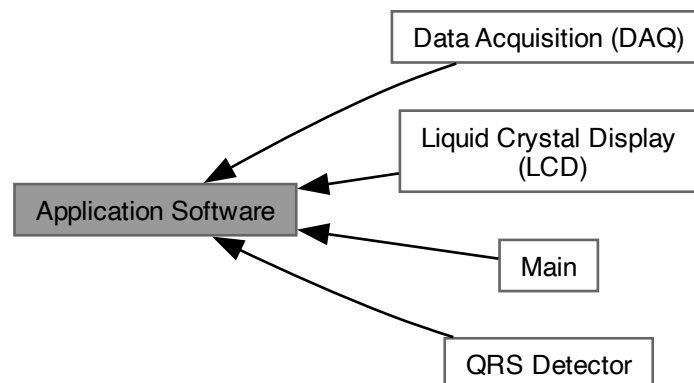 Data Acquisition (DAQ)
Liquid Crystal Display
(LCD)
Application Software
Main
QRS Detector